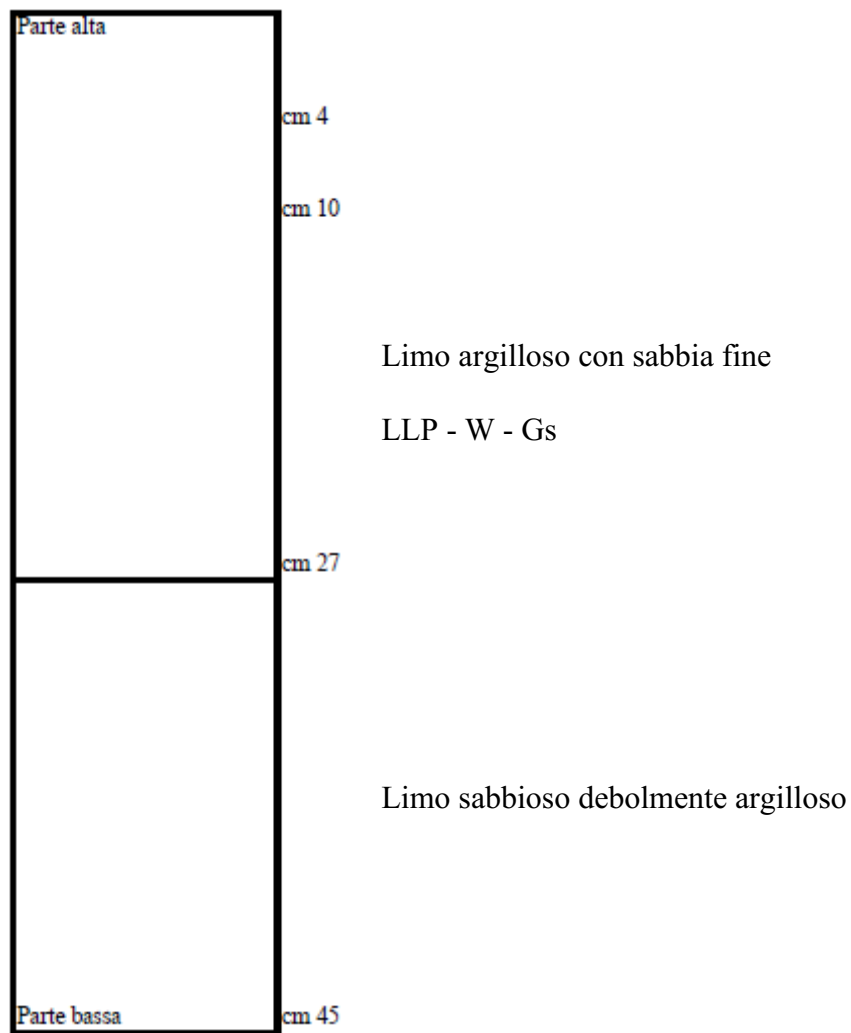 Parte alta
cm 4
cm 10
Limo argilloso con sabbia fine
LLP - W - Gs
cm 27
Limo sabbioso debolmente argilloso
Parte bassa
cm 45